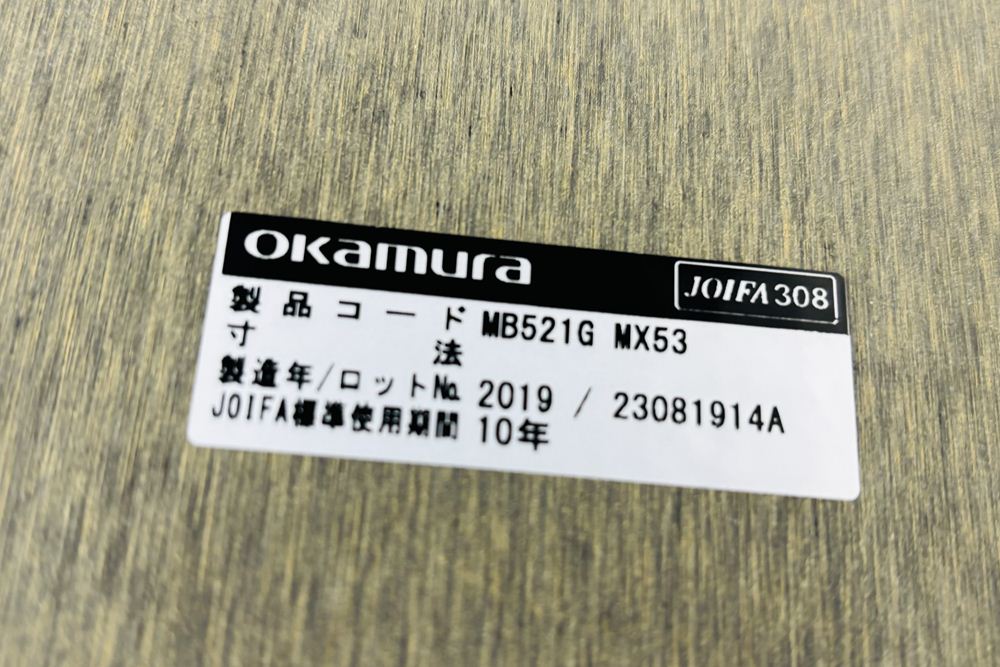 okamura
JOIFA308
製品コード MB521G MX53
寸法
製造年/ロット№ 2019 / 23081914A
JOIFA標準使用期間 10年